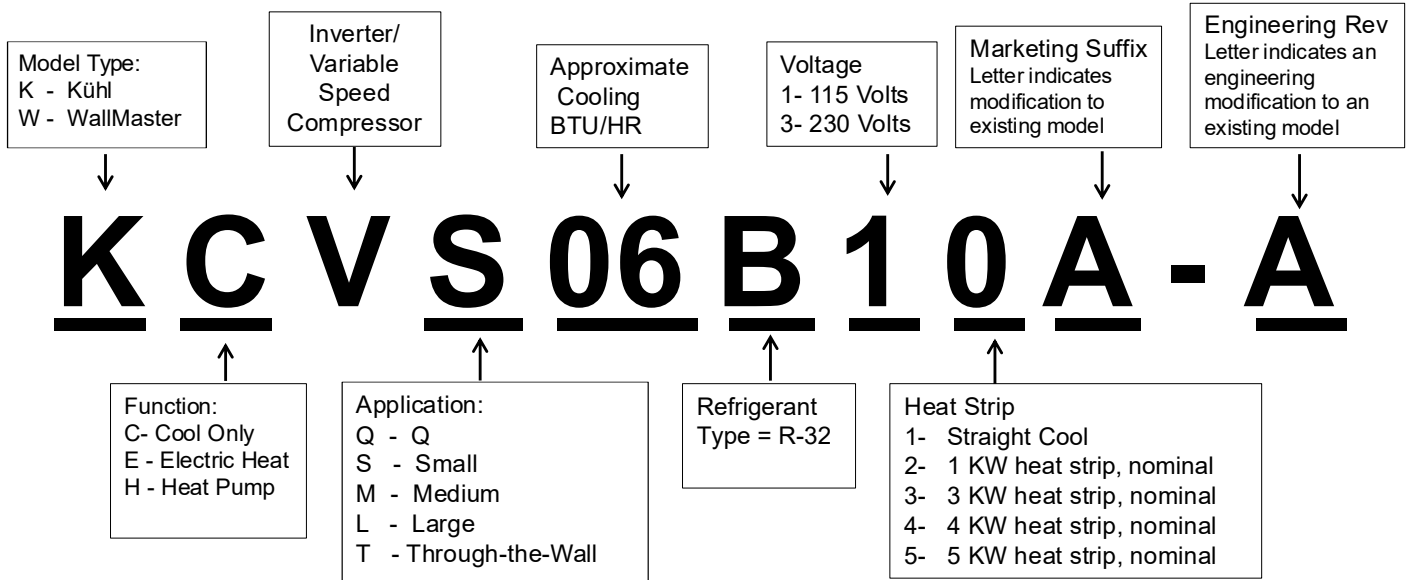 Model Type:
K - Kühl
W - WallMaster
Inverter/
Variable
Speed
Compressor
Approximate
Cooling
BTU/HR
Voltage
1- 115 Volts
3- 230 Volts
Marketing Suffix
Letter indicates
modification to
existing model
Engineering Rev
Letter indicates an
engineering
modification to an
existing model
K C V S 06 B 1 0 A - A
Function:
C- Cool Only
E - Electric Heat
H - Heat Pump
Application:
Q - Q
S - Small
M - Medium
L - Large
T - Through-the-Wall
Refrigerant
Type = R-32
Heat Strip
1- Straight Cool
2- 1 KW heat strip, nominal
3- 3 KW heat strip, nominal
4- 4 KW heat strip, nominal
5- 5 KW heat strip, nominal